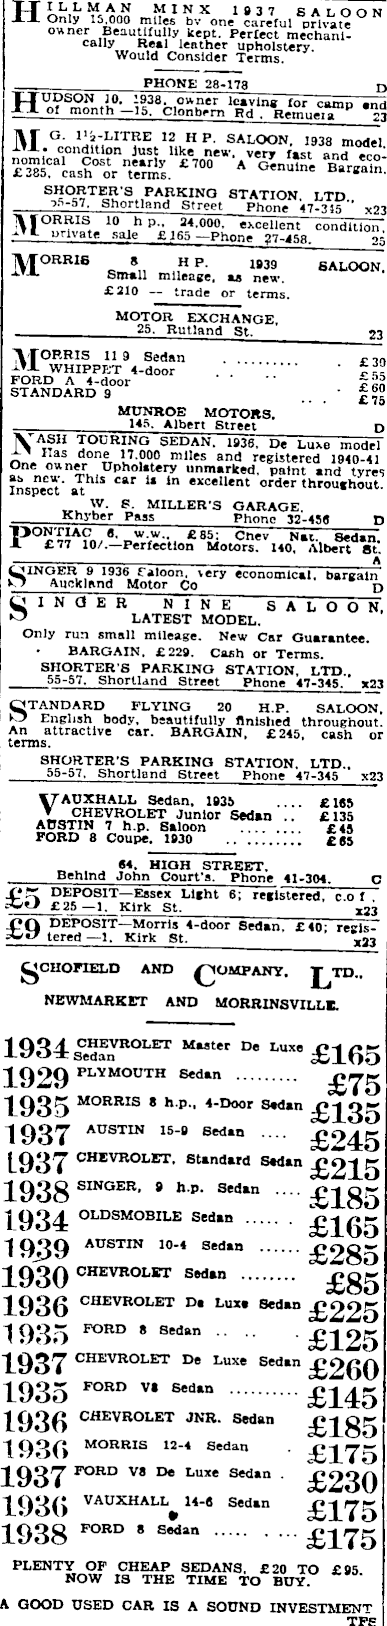 HILLMAN MINX 1937 SALOON
Only 15,000 miles by one careful private
owner Beautifully kept. Perfect mechani-
cally Real leather upholstery.
Would Consider Terms.
PHONE 28-178 D
HUDSON 10, 1938, owner leaving for camp end
of month—15, Clonbern Rd, Remuera 23
M.G. 1½-LITRE 12 H P. SALOON, 1938 model,
condition just like new, very fast and eco-
nomical Cost nearly £700 A Genuine Bargain.
£385, cash or terms.
SHORTER'S PARKING STATION, LTD.,
55-57, Shortland Street Phone 47-345 x23
MORRIS 10 h p., 24,000, excellent condition,
private sale £165—Phone 27-458. 25
MORRIS 8 H P. 1939 SALOON,
Small mileage, as new.
£210 -- trade or terms.
MOTOR EXCHANGE,
25, Rutland St. 23
MORRIS 11 9 Sedan .......... £30
WHIPPET 4-door .. .. .. £55
FORD A 4-door . £60
STANDARD 9 .. . £75
MUNROE MOTORS,
145, Albert Street D
NASH TOURING SEDAN, 1936, De Luxe model
Has done 17,000 miles and registered 1940-41
One owner Upholstery unmarked, paint and tyres
as new. This car is in excellent order throughout.
Inspect at
W. S. MILLER'S GARAGE,
Khyber Pass Phone 32-456 D
PONTIAC 6, w.w., £85; Chev Nat. Sedan,
£77 10/.—Perfection Motors, 140, Albert St.
A
SINGER 9 1936 Saloon, very economical, bargain
Auckland Motor Co D
SINGER NINE SALOON,
LATEST MODEL.
Only run small mileage. New Car Guarantee.
BARGAIN, £229. Cash or Terms.
SHORTER'S PARKING STATION, LTD.,
55-57, Shortland Street Phone 47-345. x23
STANDARD FLYING 20 H.P. SALOON,
English body, beautifully finished throughout.
An attractive car. BARGAIN, £245, cash or
terms.
SHORTER'S PARKING STATION, LTD.,
55-57, Shortland Street Phone 47-345 x23
VAUXHALL Sedan, 1935 .... £165
CHEVROLET Junior Sedan .. £135
AUSTIN 7 h.p. Saloon .... .... £45
FORD 8 Coupe, 1930 .. ........ £65
64, HIGH STREET,
Behind John Court's. Phone 41-304. C
£5 DEPOSIT—Essex Light 6; registered, c.o f.,
£25—1, Kirk St. x23
£9 DEPOSIT—Morris 4-door Sedan, £40; regis-
tered—1, Kirk St. x23
SCHOFIELD AND COMPANY, LTD.,
NEWMARKET AND MORRINSVILLE.
1934 CHEVROLET Master De Luxe
Sedan £165
1929 PLYMOUTH Sedan ......... £75
1935 MORRIS 8 h.p., 4-Door Sedan £135
1937 AUSTIN 15-9 Sedan .... £245
1937 CHEVROLET, Standard Sedan £215
1938 SINGER, 9 h.p. Sedan .... £185
1934 OLDSMOBILE Sedan ..... . £165
1939 AUSTIN 10-4 Sedan ...... £285
1930 CHEVROLET Sedan ........ £85
1936 CHEVROLET De Luxe Sedan £225
1935 FORD 8 Sedan .. .. . £125
1937 CHEVROLET De Luxe Sedan £260
1935 FORD V8 Sedan .......... £145
1936 CHEVROLET JNR. Sedan £185
1936 MORRIS 12-4 Sedan . £175
1937 FORD V8 De Luxe Sedan . £230
1936 VAUXHALL 14-6 Sedan £175
1938 FORD 8 Sedan ..... . ... £175
PLENTY OF CHEAP SEDANS, £20 TO £95.
NOW IS THE TIME TO BUY.
A GOOD USED CAR IS A SOUND INVESTMENT
TFS